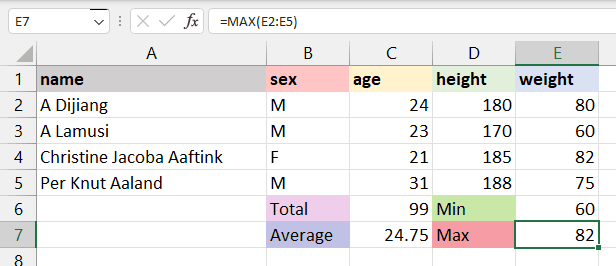 E7 fx =MAX(E2:E5)
A B C D E
1 name sex age height weight
2 A Dijiang M 24 180 80
3 A Lamusi M 23 170 60
4 Christine Jacoba Aaftink F 21 185 82
5 Per Knut Aaland M 31 188 75
6 Total 99 Min 60
7 Average 24.75 Max 82
8